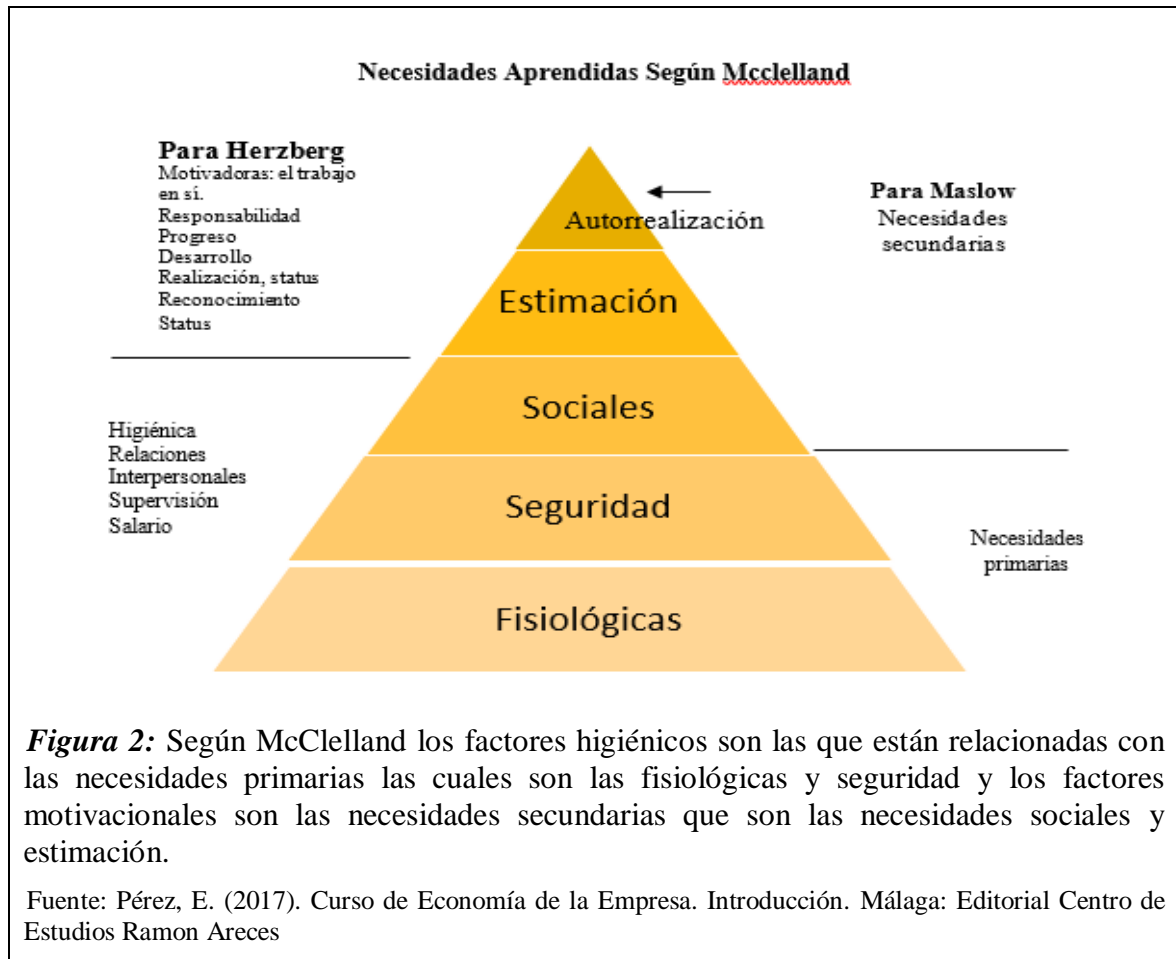 Necesidades Aprendidas Según Mcclelland
Para Herzberg
Motivadoras: el trabajo
en sí.
Responsabilidad
Progreso
Desarrollo
Realización, status
Reconocimiento
Status
Para Maslow
Necesidades
secundarias
Autorrealización
Estimación
Sociales
Higiénica
Relaciones
Interpersonales
Supervisión
Salario
Seguridad
Necesidades
primarias
Fisiológicas
Figura 2: Según McClelland los factores higiénicos son las que están relacionadas con
las necesidades primarias las cuales son las fisiológicas y seguridad y los factores
motivacionales son las necesidades secundarias que son las necesidades sociales y
estimación.
Fuente: Pérez, E. (2017). Curso de Economía de la Empresa. Introducción. Málaga: Editorial Centro de
Estudios Ramon Areces